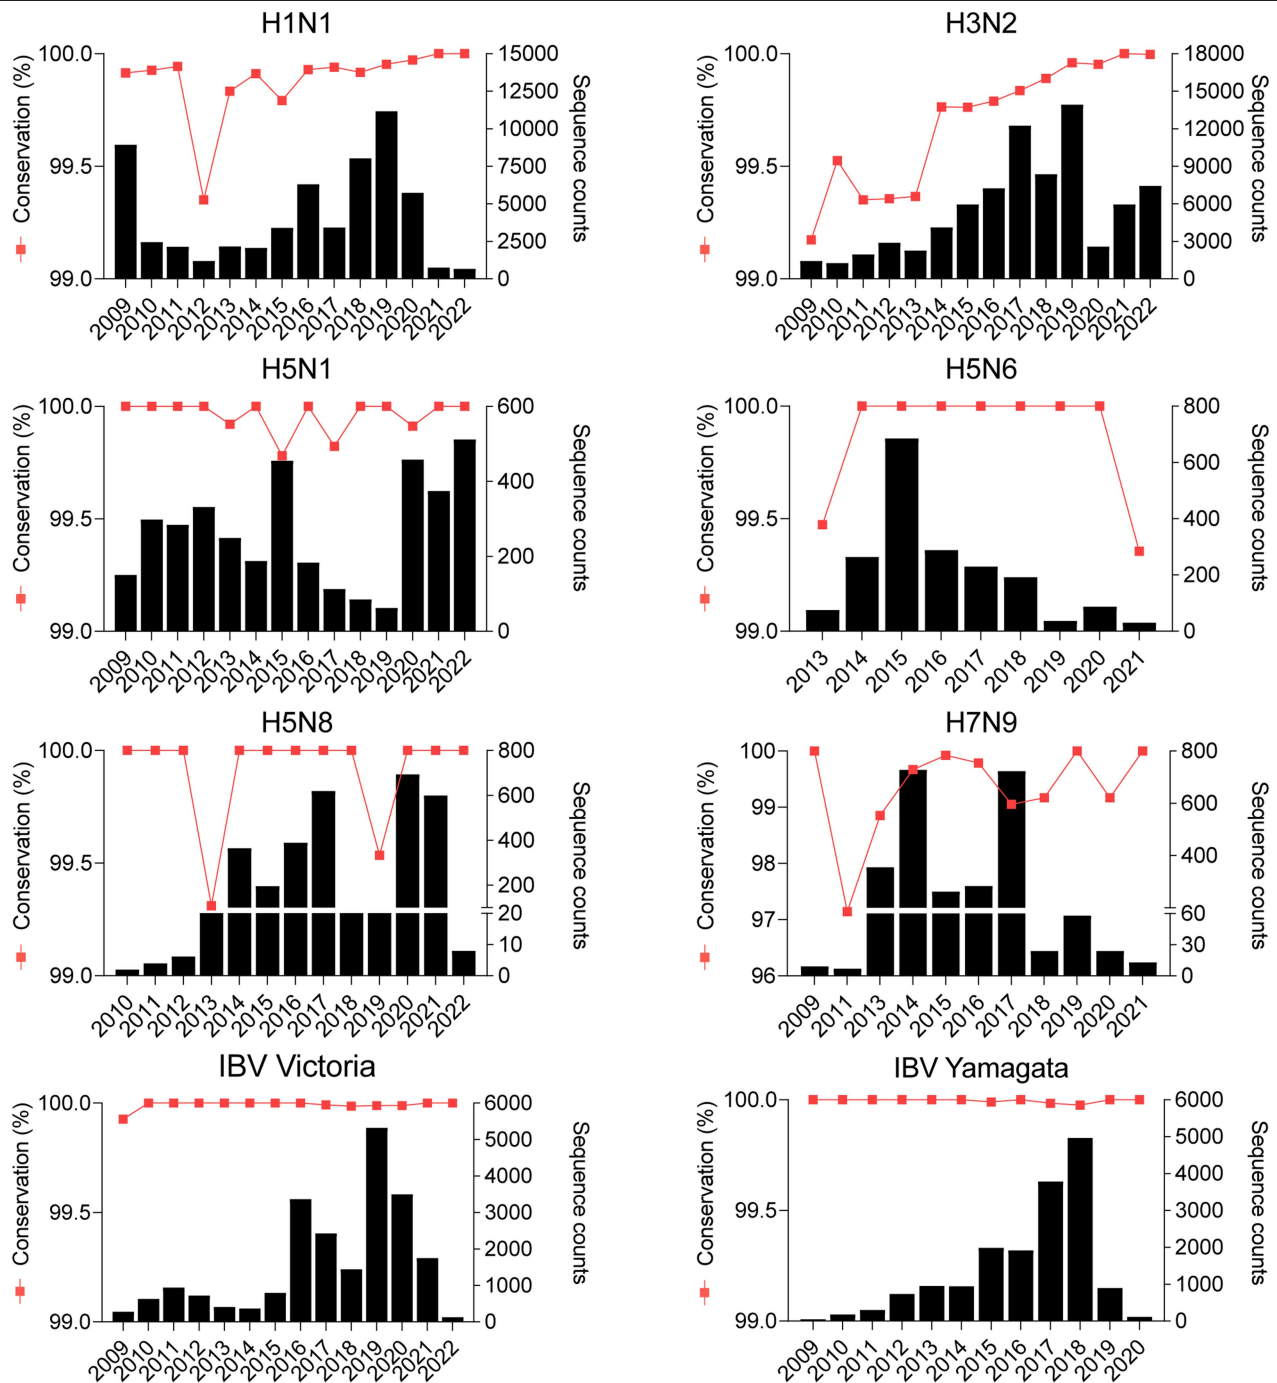 H1N1
Conservation (%)
100.0
99.5
99.0
15000
12500
10000
7500
5000
2500
0
Sequence counts
2009 2010 2011 2012 2013 2014 2015 2016 2017 2018 2019 2020 2021 2022
H3N2
Conservation (%)
100.0
99.5
99.0
18000
15000
12000
9000
6000
3000
0
Sequence counts
2009 2010 2011 2012 2013 2014 2015 2016 2017 2018 2019 2020 2021 2022
H5N1
Conservation (%)
100.0
99.5
99.0
600
400
200
0
Sequence counts
2009 2010 2011 2012 2013 2014 2015 2016 2017 2018 2019 2020 2021 2022
H5N6
Conservation (%)
100.0
99.5
99.0
800
600
400
200
0
Sequence counts
2013 2014 2015 2016 2017 2018 2019 2020 2021
H5N8
Conservation (%)
100.0
99.5
99.0
800
600
400
200
20
10
0
Sequence counts
2010 2011 2012 2013 2014 2015 2016 2017 2018 2019 2020 2021 2022
H7N9
Conservation (%)
100
99
98
97
96
800
600
400
60
30
0
Sequence counts
2009 2011 2013 2014 2015 2016 2017 2018 2019 2020 2021
IBV Victoria
Conservation (%)
100.0
99.5
99.0
6000
5000
4000
3000
2000
1000
0
Sequence counts
2009 2010 2011 2012 2013 2014 2015 2016 2017 2018 2019 2020 2021 2022
IBV Yamagata
Conservation (%)
100.0
99.5
99.0
6000
5000
4000
3000
2000
1000
0
Sequence counts
2009 2010 2011 2012 2013 2014 2015 2016 2017 2018 2019 2020